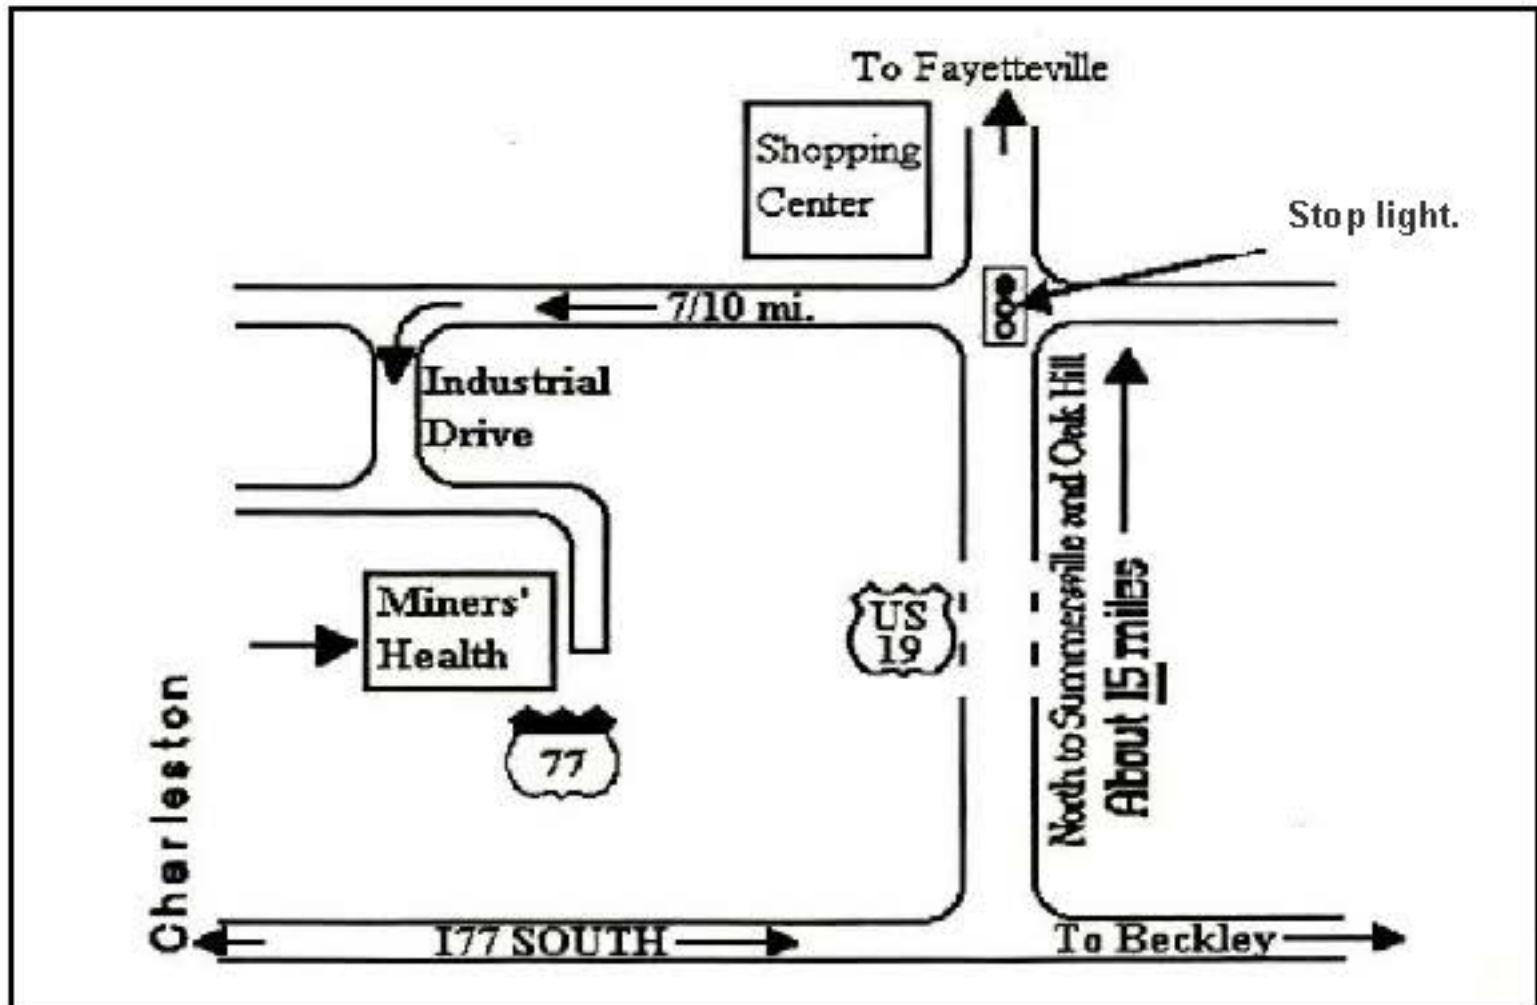 To Fayetteville
Shopping
Center
Stop light.
7/10 mi.
Industrial
Drive
North to Summersville and Oak Hill
About 15 miles
US
19
Miners'
Health
77
Charleston
I77 SOUTH
To Beckley